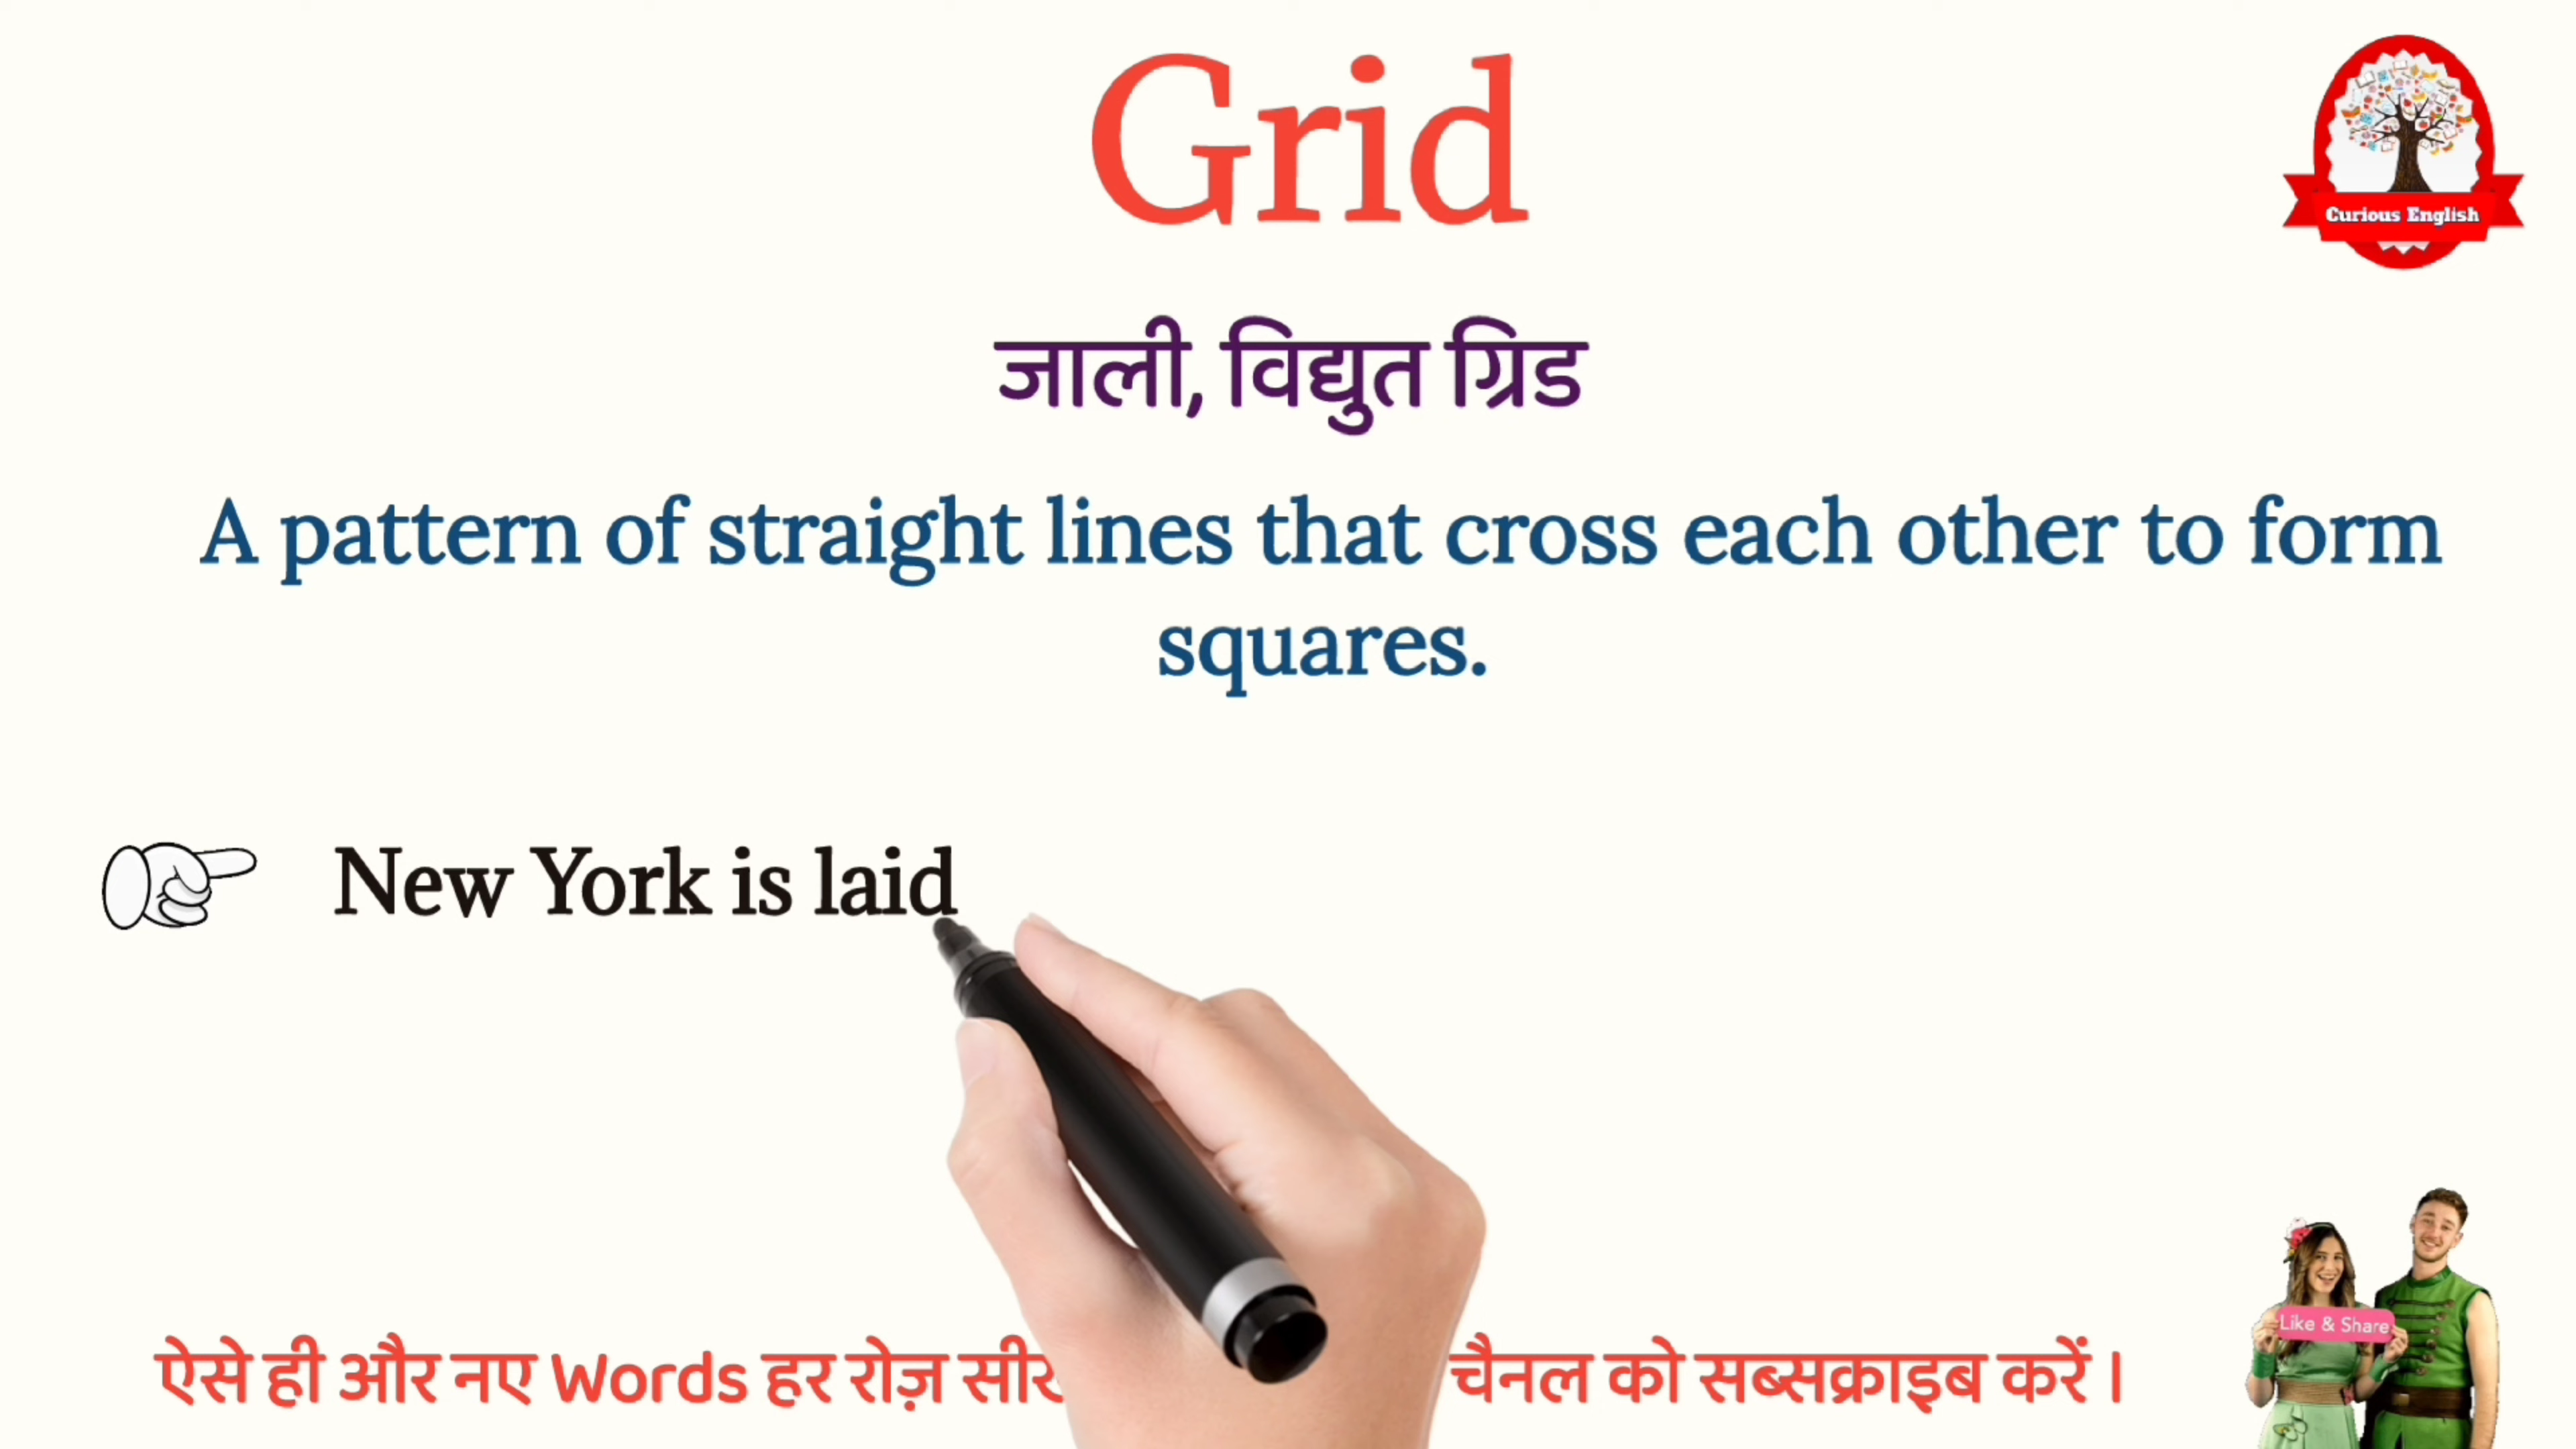 Grid
Curious English
जाली, विद्युत ग्रिड
A pattern of straight lines that cross each other to form
squares.
New York is laid
Like & Share
ऐसे ही और नए Words हर रोज़ चैनल को सब्सक्राइब करें।